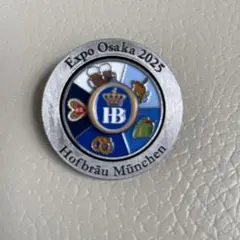 Expo Osaka 2025
HB
Hofbräu München